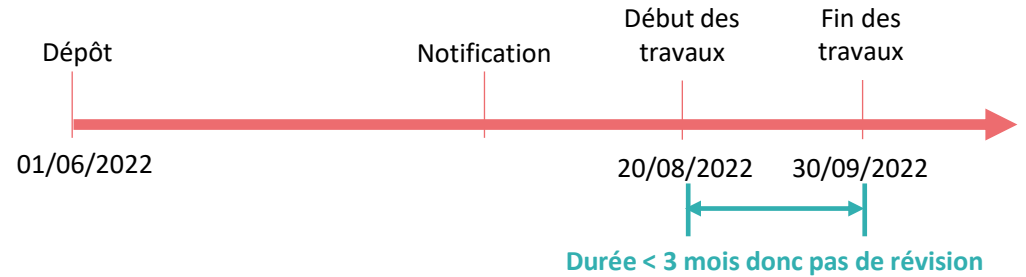 Dépôt
Notification
Début des
travaux
Fin des
travaux
01/06/2022
20/08/2022
30/09/2022
Durée < 3 mois donc pas de révision